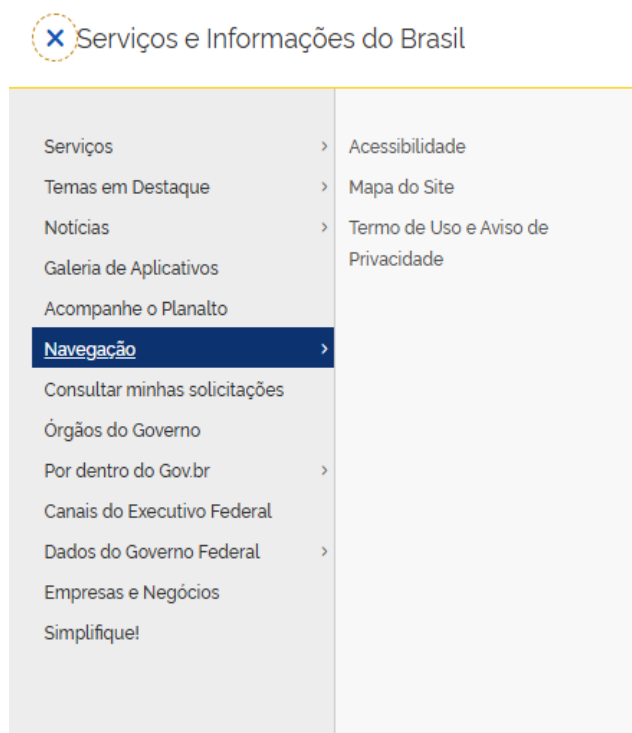 Serviços e Informações do Brasil
Serviços
Temas em Destaque
Notícias
Galeria de Aplicativos
Acompanhe o Planalto
Navegação
Consultar minhas solicitações
Órgãos do Governo
Por dentro do Gov.br
Canais do Executivo Federal
Dados do Governo Federal
Empresas e Negócios
Simplifique!
Acessibilidade
Mapa do Site
Termo de Uso e Aviso de
Privacidade